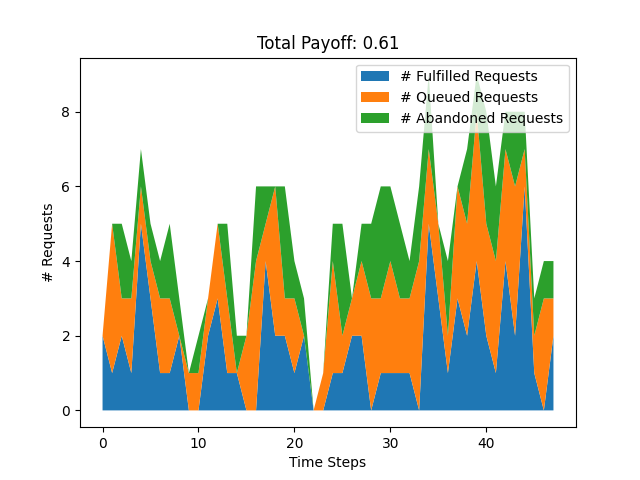 Total Payoff: 0.61
# Fulfilled Requests
# Queued Requests
# Abandoned Requests
# Requests
8
6
4
2
0
0 10 20 30 40
Time Steps